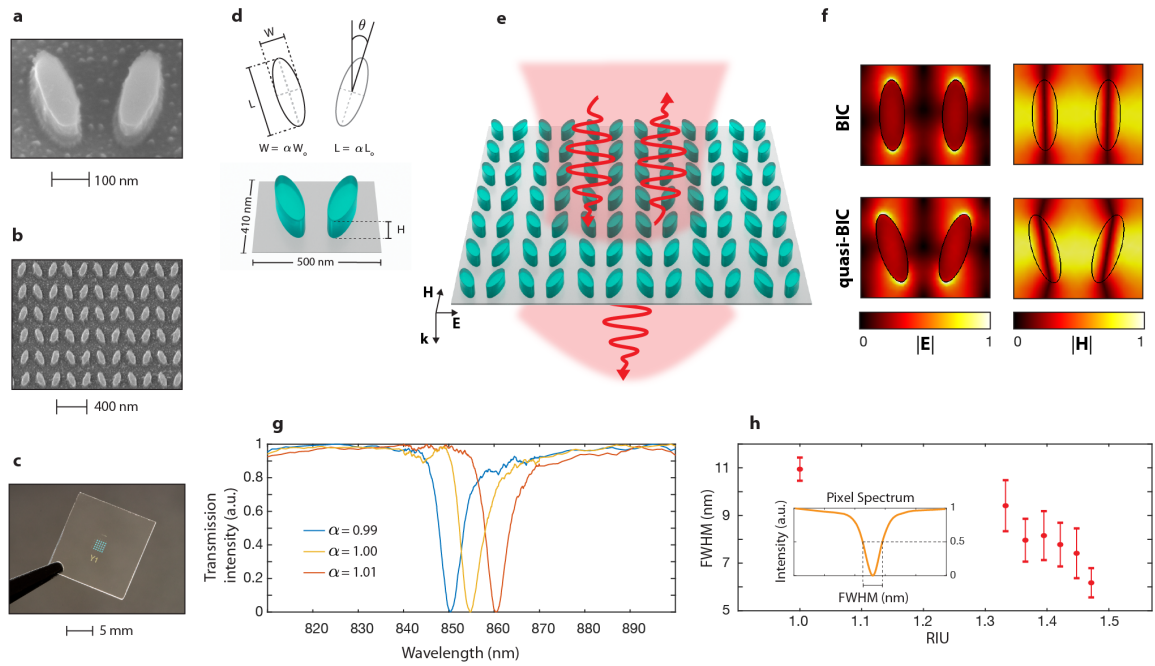 a
100 nm
b
400 nm
c
Y1
5 mm
d
W
θ
L
W = αW₀
L = αL₀
410 nm
H
500 nm
e
H
E
k
f
BIC
quasi-BIC
0
1
|E|
0
1
|H|
g
Transmission
intensity (a.u.)
1
0.8
0.6
0.4
0.2
0
α = 0.99
α = 1.00
α = 1.01
820
830
840
850
860
870
880
890
Wavelength (nm)
h
FWHM (nm)
11
9
7
5
Pixel Spectrum
Intensity (a.u.)
1
0.5
0
FWHM (nm)
1.0
1.1
1.2
1.3
1.4
1.5
RIU